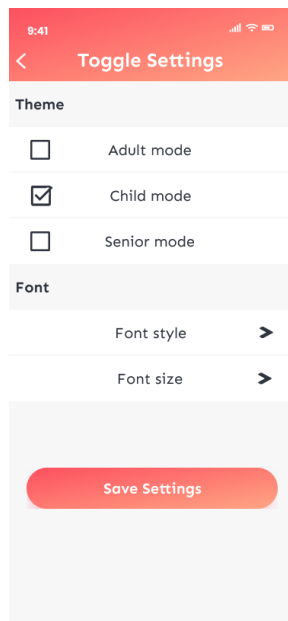 9:41
Toggle Settings
Theme
Adult mode
Child mode
Senior mode
Font
Font style
Font size
Save Settings